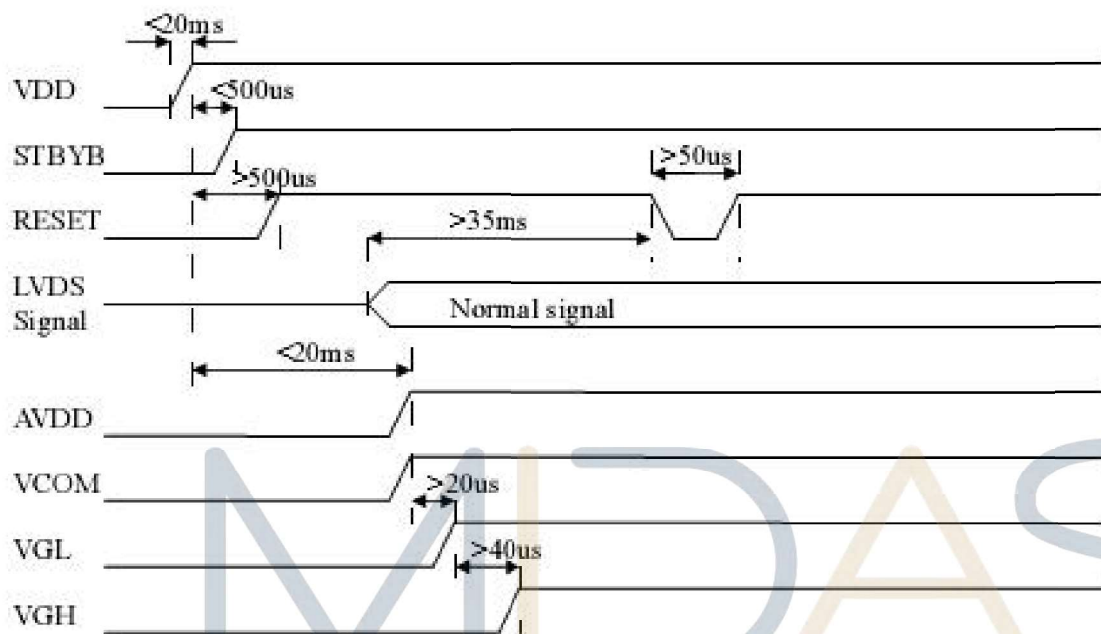 <20ms
VDD
<500us
STBYB
>50us
>500us
RESET
>35ms
LVDS
Signal
Normal signal
<20ms
AVDD
VCOM
>20us
VGL
>40us
VGH
MIDAS